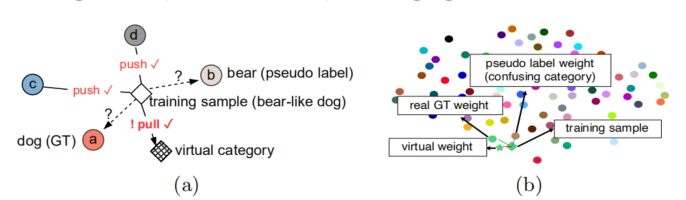 d
push ✓
?
c
push ✓
b
bear (pseudo label)
training sample (bear-like dog)
?
! pull ✓
dog (GT)
a
virtual category
(a)
pseudo label weight
(confusing category)
real GT weight
training sample
virtual weight
(b)